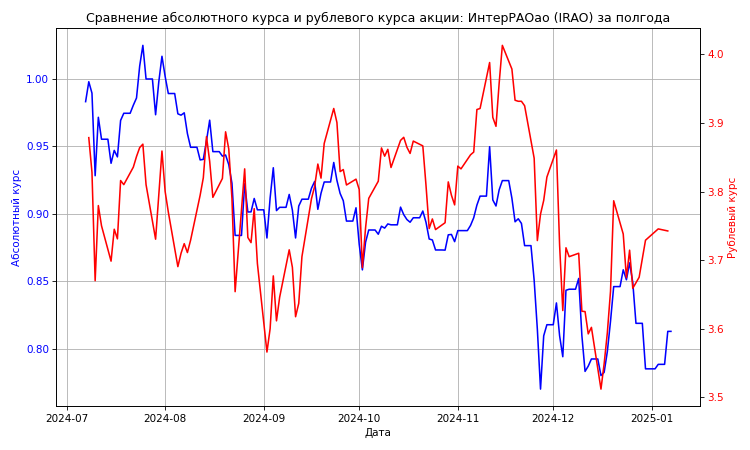 Сравнение абсолютного курса и рублевого курса акции: ИнтерРАОао (IRAO) за полгода
Абсолютный курс
1.00
0.95
0.90
0.85
0.80
4.0
3.9
3.8
3.7
3.6
3.5
Рублевый курс
2024-07 2024-08 2024-09 2024-10 2024-11 2024-12 2025-01
Дата